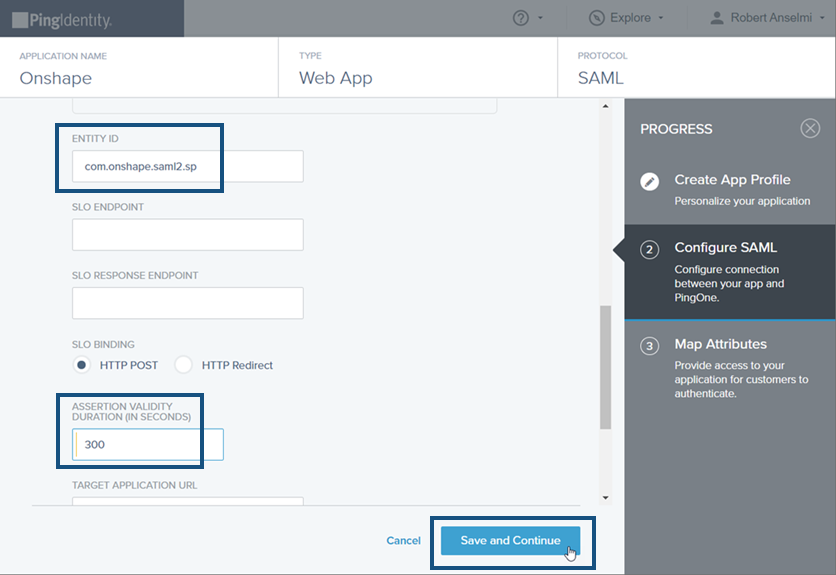 PingIdentity.
?
Explore
Robert Anselmi
APPLICATION NAME
Onshape
TYPE
Web App
PROTOCOL
SAML
ENTITY ID
com.onshape.saml2.sp
SLO ENDPOINT
SLO RESPONSE ENDPOINT
SLO BINDING
HTTP POST
HTTP Redirect
ASSERTION VALIDITY
DURATION (IN SECONDS)
300
TARGET APPLICATION URL
Cancel
Save and Continue
PROGRESS
Create App Profile
Personalize your application
2
Configure SAML
Configure connection
between your app and
PingOne.
3
Map Attributes
Provide access to your
application for customers to
authenticate.